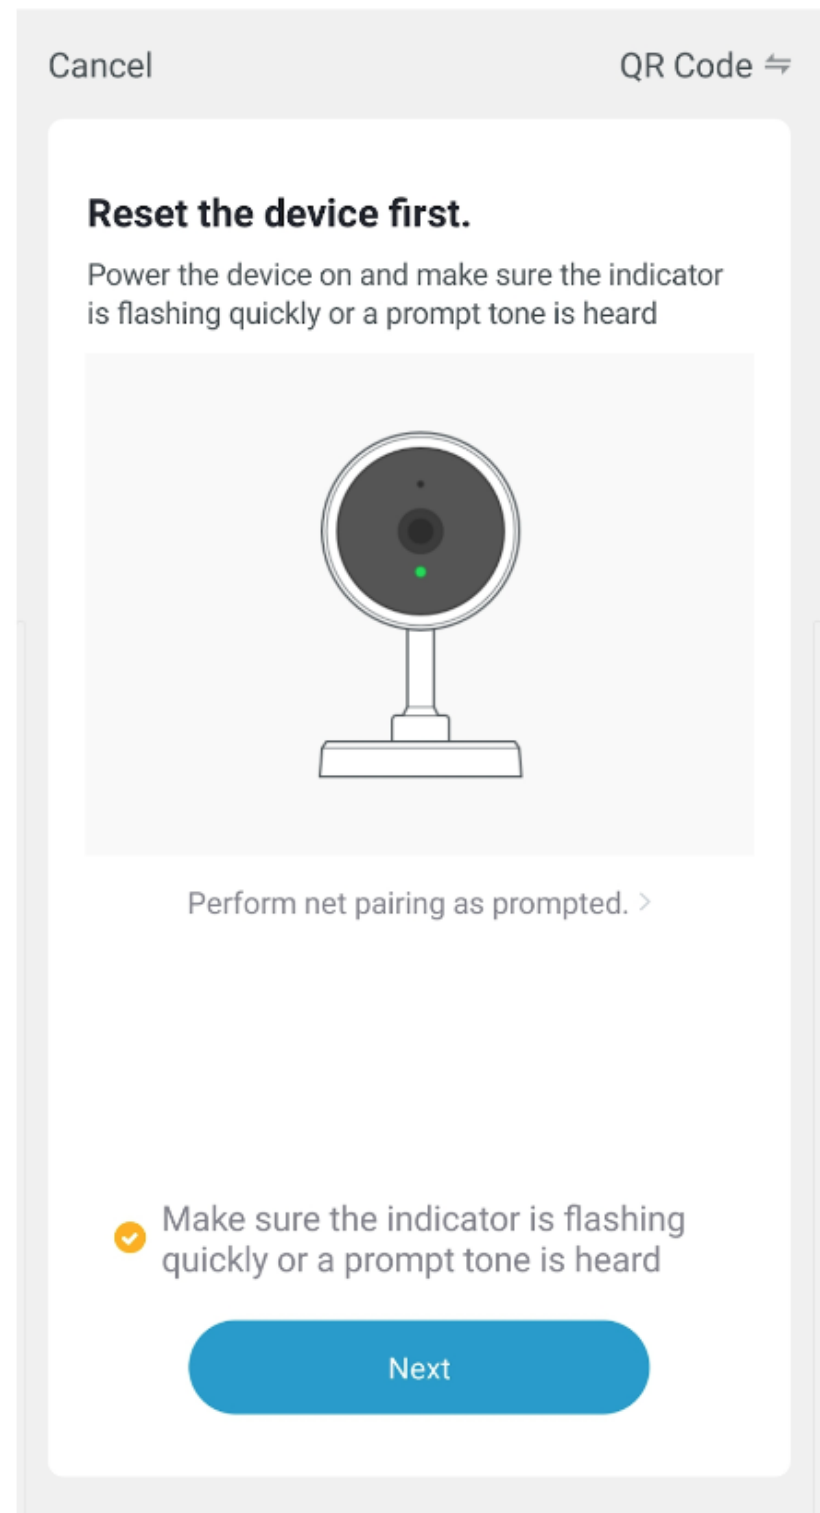 Cancel
QR Code
Reset the device first.
Power the device on and make sure the indicator
is flashing quickly or a prompt tone is heard
Perform net pairing as prompted.
Make sure the indicator is flashing
quickly or a prompt tone is heard
Next